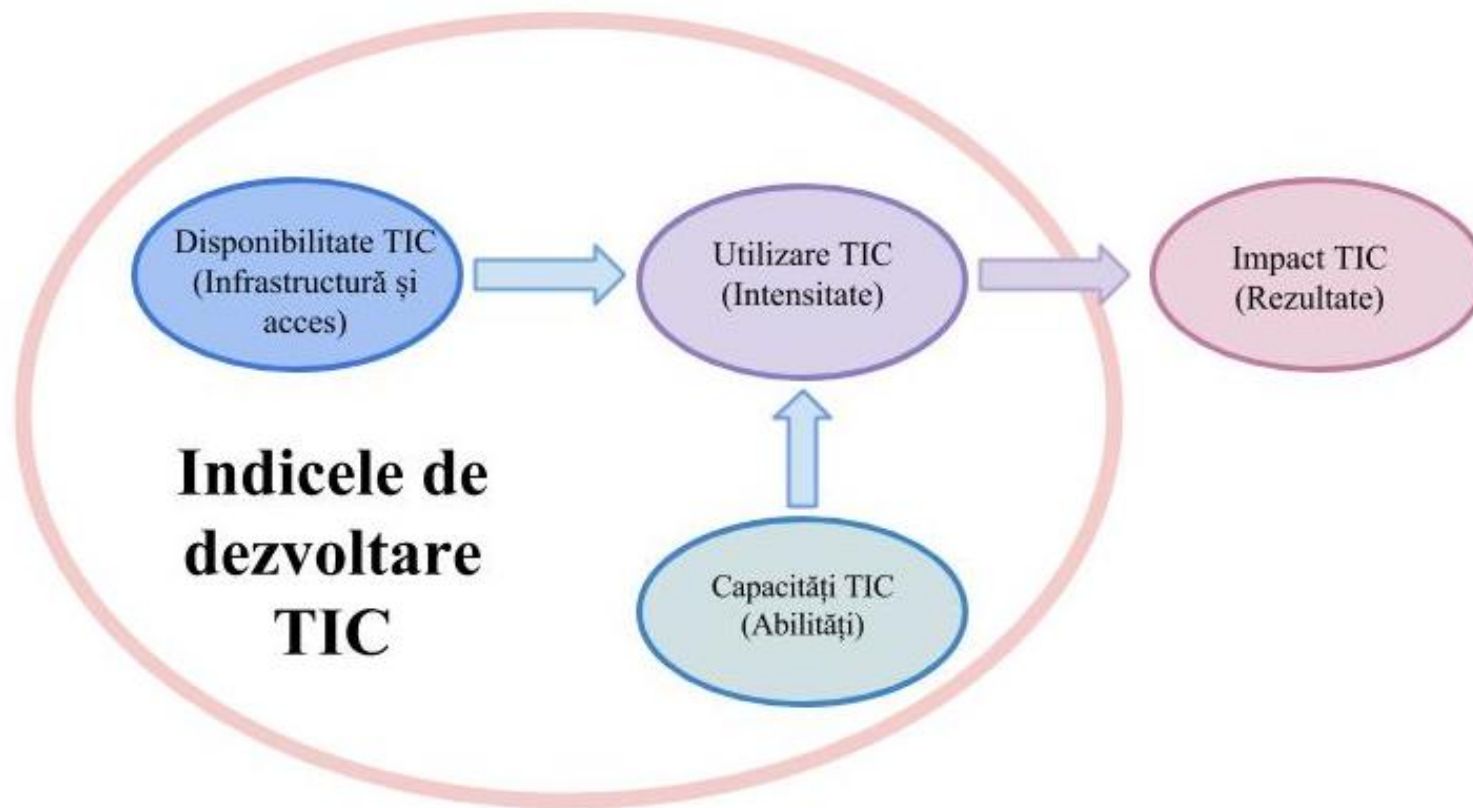 Disponibilitate TIC
(Infrastructură și
acces)
Utilizare TIC
(Intensitate)
Impact TIC
(Rezultate)
Indicele de
dezvoltare
TIC
Capacități TIC
(Abilități)